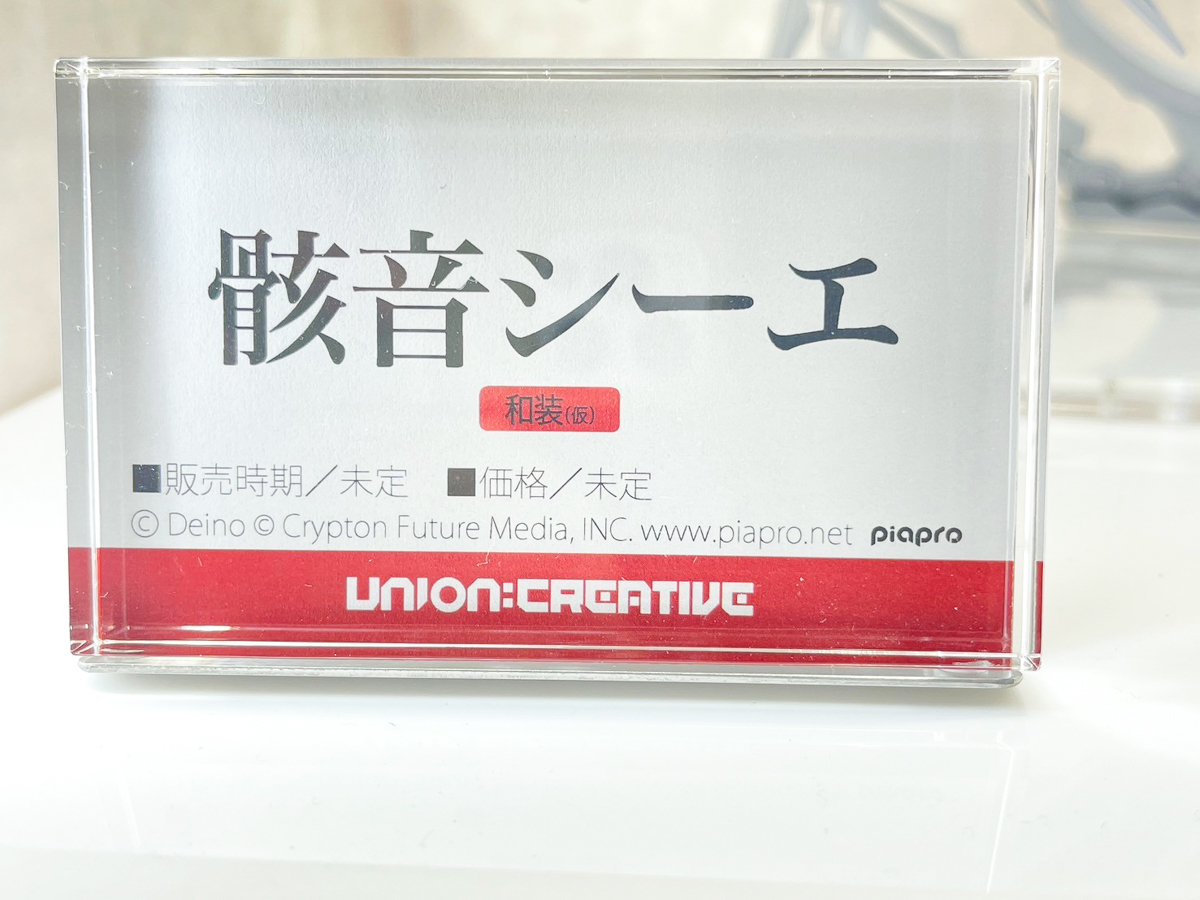 骸音シーエ
和装(仮)
■販売時期／未定 ■価格／未定
© Deino © Crypton Future Media, INC. www.piapro.net piapro
UNION:CREATIVE